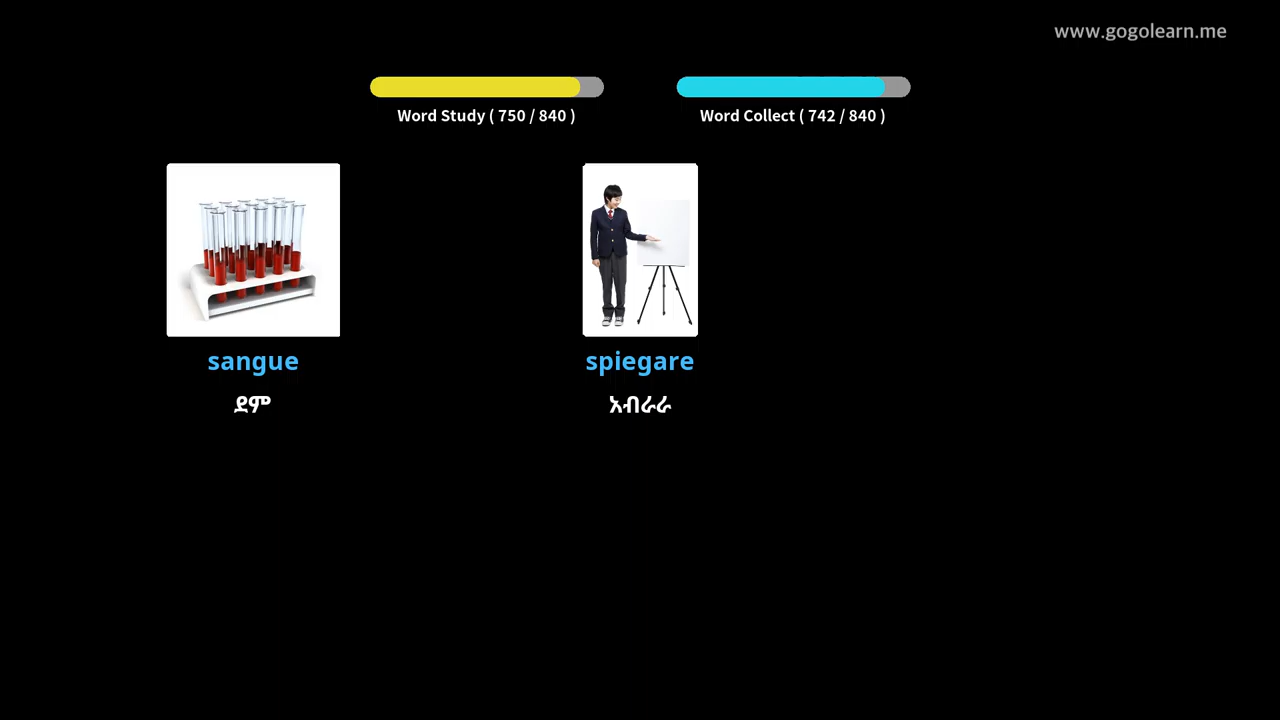 www.gogolearn.me
Word Study ( 750 / 840 )
Word Collect ( 742 / 840 )
sangue
spiegare
ደም
አብራራ